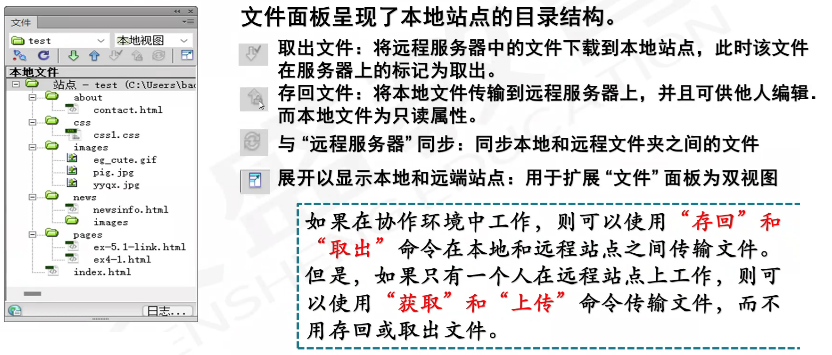 文件
test
本地视图
本地文件
站点 - test (C:\Users\bac
about
contact.html
css
css1.css
images
eg_cute.gif
pig.jpg
yyqx.jpg
news
newsinfo.html
images
pages
ex-5.1-link.html
ex4-1.html
index.html
日志...
文件面板呈现了本地站点的目录结构。
取出文件：将远程服务器中的文件下载到本地站点，此时该文件
在服务器上的标记为取出。
存回文件：将本地文件传输到远程服务器上，并且可供他人编辑.
而本地文件为只读属性。
与“远程服务器”同步：同步本地和远程文件夹之间的文件
展开以显示本地和远端站点：用于扩展“文件”面板为双视图
如果在协作环境中工作，则可以使用“存回”和
“取出”命令在本地和远程站点之间传输文件。
但是，如果只有一个人在远程站点上工作，则可
以使用“获取”和“上传”命令传输文件，而不
用存回或取出文件。